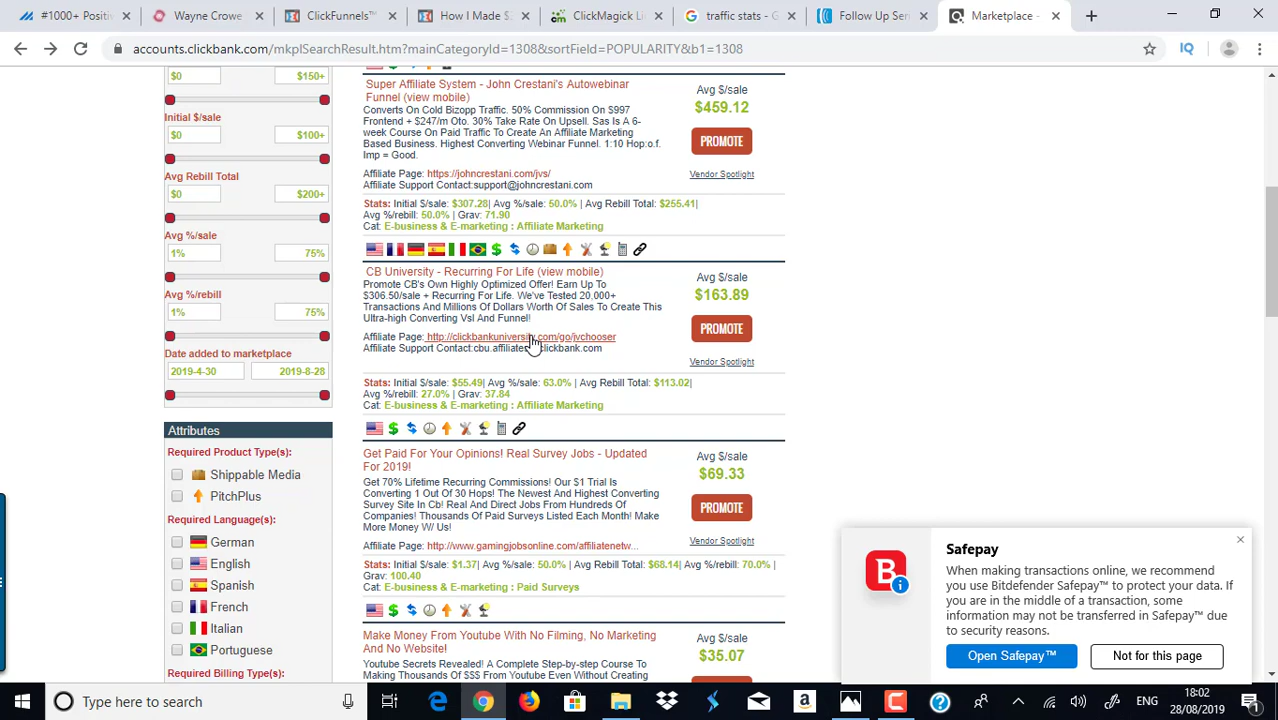 #1000+ Positi
Wayne Crowe
ClickFunnels™
How I Made $
ClickMagick Li
traffic stats - G
Follow Up Ser
Marketplace -
accounts.clickbank.com/mkplSearchResult.htm?mainCategoryId=1308&sortField=POPULARITY&b1=1308
$0 $150+
Initial $/sale
$0 $100+
Avg Rebill Total
$0 $200+
Avg %/sale
1% 75%
Avg %/rebill
1% 75%
Date added to marketplace
2019-4-30 2019-8-28
Attributes
Required Product Type(s):
Shippable Media
PitchPlus
Required Language(s):
German
English
Spanish
French
Italian
Portuguese
Required Billing Type(s):
Super Affiliate System - John Crestani's Autowebinar
Funnel (view mobile)
Converts On Cold Bizopp Traffic. 50% Commission On $997
Frontend + $247/m Oto. 30% Take Rate On Upsell. Sas Is A 6-
week Course On Paid Traffic To Create An Affiliate Marketing
Based Business. Highest Converting Webinar Funnel. 1:10 Hop:o.f.
Imp = Good.
Affiliate Page: https://johncrestani.com/jvs/
Affiliate Support Contact:support@johncrestani.com
Avg $/sale
$459.12
PROMOTE
Vendor Spotlight
Stats: Initial $/sale: $307.28| Avg %/sale: 50.0% | Avg Rebill Total: $255.41|
Avg %/rebill: 50.0% | Grav: 71.90
Cat: E-business & E-marketing : Affiliate Marketing
CB University - Recurring For Life (view mobile)
Promote CB's Own Highly Optimized Offer! Earn Up To
$306.50/sale + Recurring For Life. We've Tested 20,000+
Transactions And Millions Of Dollars Worth Of Sales To Create This
Ultra-high Converting Vsl And Funnel!
Affiliate Page: http://clickbankuniversity.com/go/jvchooser
Affiliate Support Contact:cbu.affiliates clickbank.com
Avg $/sale
$163.89
PROMOTE
Vendor Spotlight
Stats: Initial $/sale: $55.49| Avg %/sale: 63.0% | Avg Rebill Total: $113.02|
Avg %/rebill: 27.0% | Grav: 37.84
Cat: E-business & E-marketing : Affiliate Marketing
Get Paid For Your Opinions! Real Survey Jobs - Updated
For 2019!
Get 70% Lifetime Recurring Commissions! Our $1 Trial Is
Converting 1 Out Of 30 Hops! The Newest And Highest Converting
Survey Site In Cb! Real And Direct Jobs From Hundreds Of
Companies! Thousands Of Paid Surveys Listed Each Month! Make
More Money W/ Us!
Affiliate Page: http://www.gamingjobsonline.com/affiliatenetw...
Avg $/sale
$69.33
PROMOTE
Vendor Spotlight
Stats: Initial $/sale: $1.37| Avg %/sale: 50.0% | Avg Rebill Total: $68.14| Avg %/rebill: 70.0% |
Grav: 100.40
Cat: E-business & E-marketing : Paid Surveys
Make Money From Youtube With No Filming, No Marketing
And No Website!
Youtube Secrets Revealed! A Complete Step-by-step Course To
Making Thousands Of $$$ From Youtube Even Without Creating
Avg $/sale
$35.07
B
Safepay
When making transactions online, we recommend
you use Bitdefender Safepay™ to protect your data. If
you are in the middle of a transaction, some
information may not be transferred in Safepay™ due
to security reasons.
Open Safepay™
Not for this page
Type here to search
ENG
18:02
28/08/2019